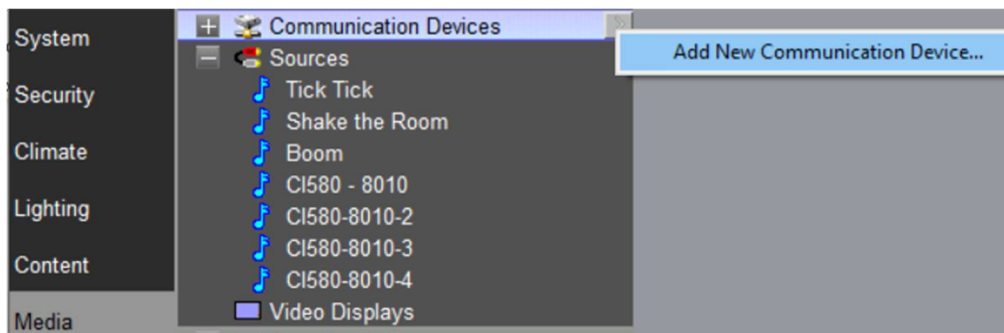 System
Security
Climate
Lighting
Content
Media
Communication Devices
Sources
Tick Tick
Shake the Room
Boom
CI580 - 8010
CI580-8010-2
CI580-8010-3
CI580-8010-4
Video Displays
Add New Communication Device...